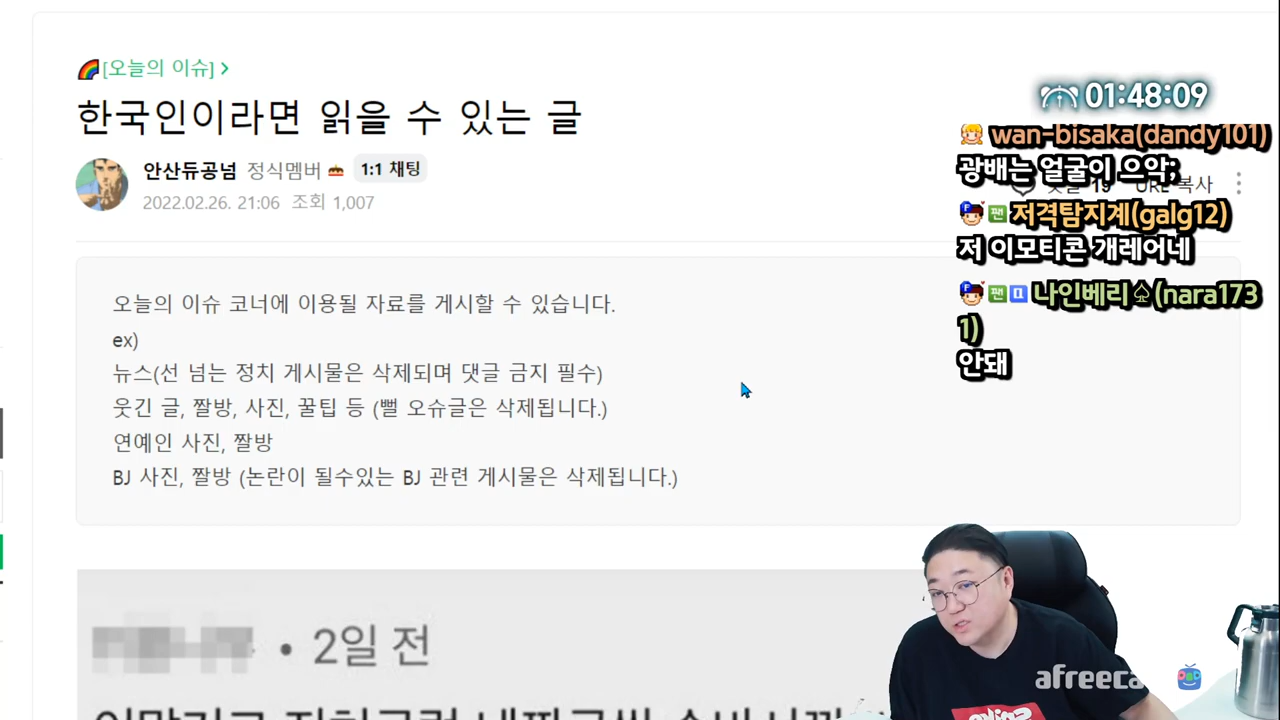 [오늘의 이슈] >
한국인이라면 읽을 수 있는 글
안산듀공넘 정식멤버 1:1 채팅
2022.02.26. 21:06 조회 1,007
19 URL 복사
오늘의 이슈 코너에 이용될 자료를 게시할 수 있습니다.
ex)
뉴스(선 넘는 정치 게시물은 삭제되며 댓글 금지 필수)
웃긴 글, 짤방, 사진, 꿀팁 등 (뻘 오슈글은 삭제됩니다.)
연예인 사진, 짤방
BJ 사진, 짤방 (논란이 될수있는 BJ 관련 게시물은 삭제됩니다.)
• 2일 전
01:48:09
wan-bisaka(dandy101)
광배는 얼굴이 으악;
팬 저격탐지계(galg12)
저 이모티콘 개레어네
팬 나인베리♤(nara173
1)
안돼
afreeca